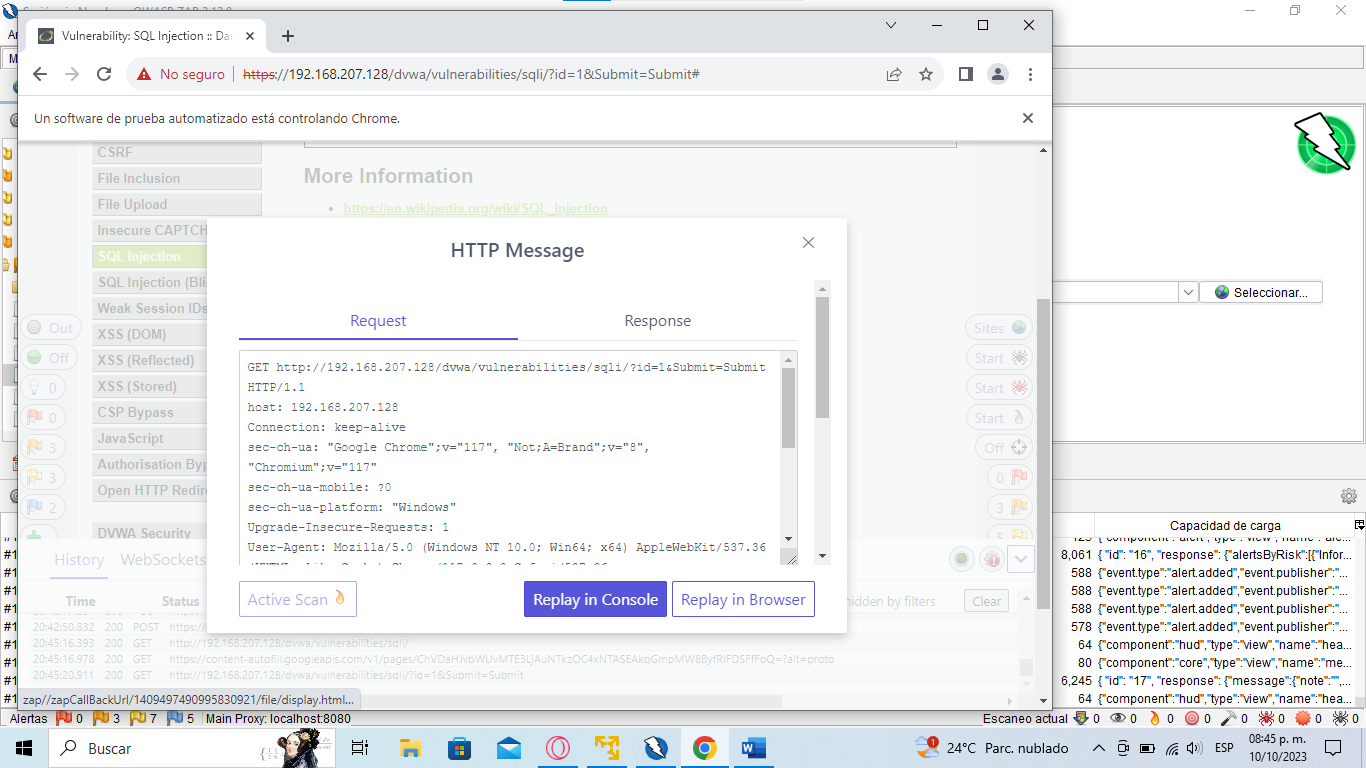 Vulnerability: SQL Injection :: Da
No seguro
https://192.168.207.128/dvwa/vulnerabilities/sqli/?id=1&Submit=Submit#
Un software de prueba automatizado está controlando Chrome.
CSRF
File Inclusion
File Upload
Insecure CAPTCH
SQL Injection
SQL Injection (Bli
Weak Session IDs
XSS (DOM)
XSS (Reflected)
XSS (Stored)
CSP Bypass
JavaScript
Authorisation Byp
Open HTTP Redire
DVWA Security
More Information
https://en.wikipedia.org/wiki/SQL_injection
Out
Off
0
0
3
3
2
Sites
Start
Start
Start
Off
0
3
5
HTTP Message
Request
Response
GET http://192.168.207.128/dvwa/vulnerabilities/sqli/?id=1&Submit=Submit
HTTP/1.1
host: 192.168.207.128
Connection: keep-alive
sec-ch-ua: "Google Chrome";v="117", "Not;A=Brand";v="8",
"Chromium";v="117"
sec-ch-ua-mobile: ?0
sec-ch-ua-platform: "Windows"
Upgrade-Insecure-Requests: 1
User-Agent: Mozilla/5.0 (Windows NT 10.0; Win64; x64) AppleWebKit/537.36
Active Scan
Replay in Console
Replay in Browser
History
WebSockets
hidden by filters
Clear
Time
Status
20:42:50.832 200 POST https:/
20:45:16.393 200 GET http://192.168.207.128/dvwa/vulnerabilities/sqli/
20:45:16.978 200 GET https://content-autofill.googleapis.com/v1/pages/ChVDaHJvbWUvMTE3LjAuNTkzOC4xNTASEAkqGmpMW8ByfRIFDSFfFoQ=?alt=proto
20:45:20.911 200 GET http://192.168.207.128/dvwa/vulnerabilities/sqli/?id=1&Submit=Submit
zap//zapCallBackUrl/1409497490995830921/file/display.html...
Seleccionar...
Capacidad de carga
8,061 { "id": "16", "response": {"alertsByRisk":[{"Infor...
588 {"event.type":"alert.added","event.publisher":"...
588 {"event.type":"alert.added","event.publisher":"...
588 {"event.type":"alert.added","event.publisher":"...
578 {"event.type":"alert.added","event.publisher":"...
64 {"component":"hud","type":"view","name":"hea...
80 {"component":"core","type":"view","name":"me...
6,245 { "id": "17", "response": {"message":{"note":"",...
64 {"component":"hud","type":"view","name":"hea...
Alertas 0 3 7 5 Main Proxy: localhost:8080
Escaneo actual 0 0 0 0 0 0 0 0
Buscar
24°C Parc. nublado
ESP
08:45 p. m.
10/10/2023